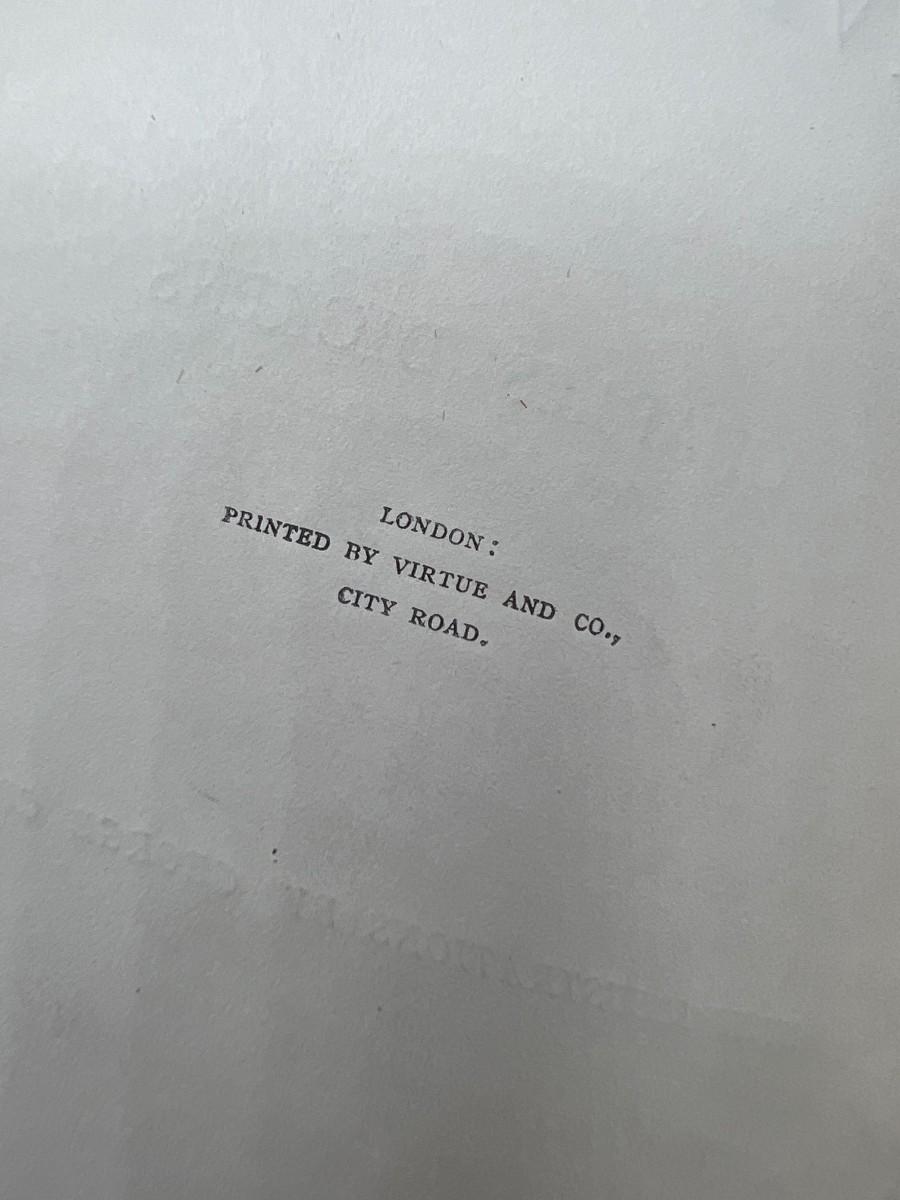 LONDON:
PRINTED BY VIRTUE AND CO.,
CITY ROAD.